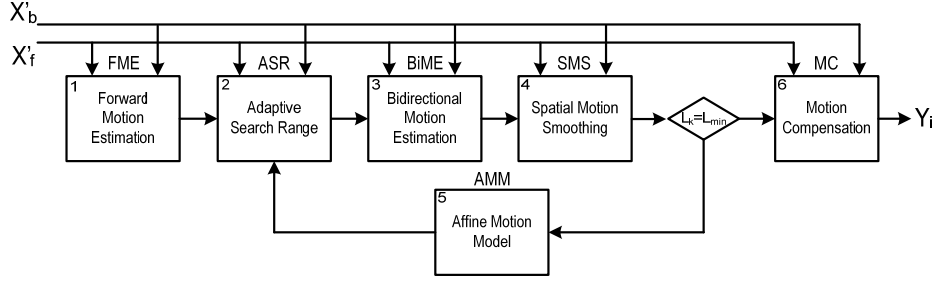 X'b
X'f
FME
ASR
BiME
SMS
MC
1
Forward
Motion
Estimation
2
Adaptive
Search Range
3
Bidirectional
Motion
Estimation
4
Spatial Motion
Smoothing
Lk=Lmin
6
Motion
Compensation
Yi
AMM
5
Affine Motion
Model